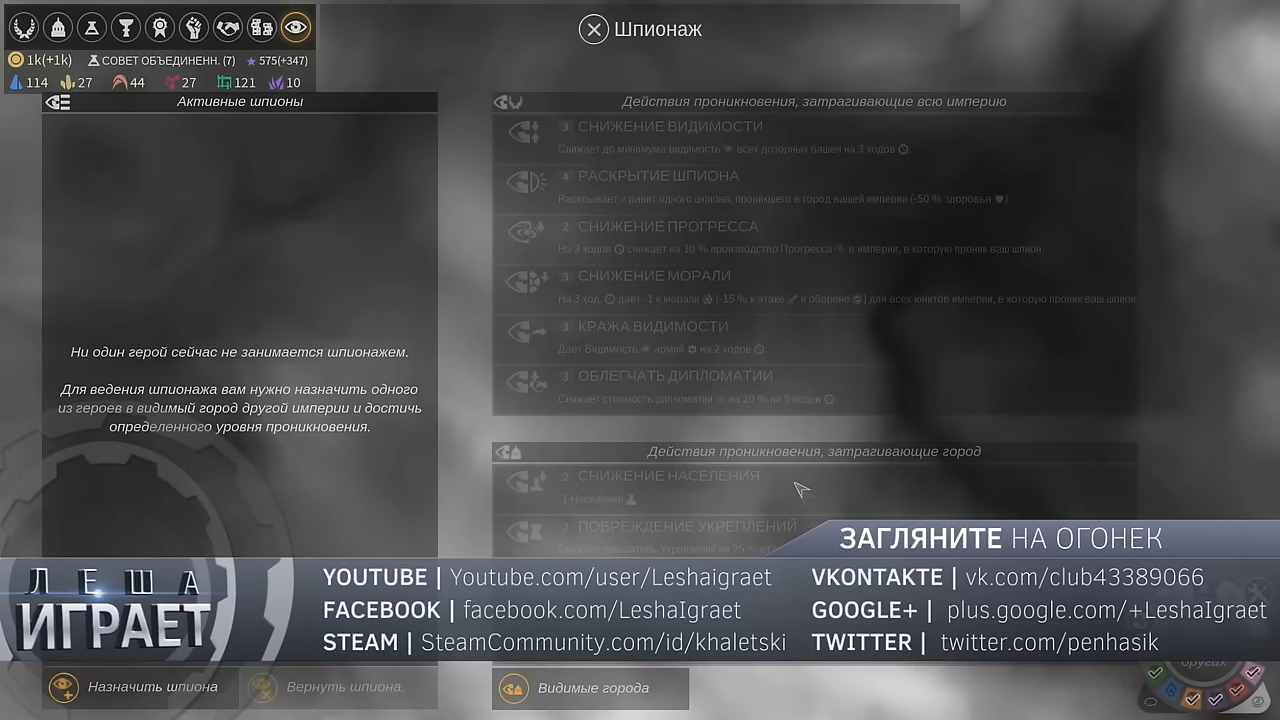 Шпионаж
1k(+1k) СОВЕТ ОБЪЕДИНЕНН. (7) 575(+347)
114 27 44 27 121 10
Активные шпионы
Ни один герой сейчас не занимается шпионажем.
Для ведения шпионажа вам нужно назначить одного
из героев в видимый город другой империи и достичь
определенного уровня проникновения.
Действия проникновения, затрагивающие всю империю
3 СНИЖЕНИЕ ВИДИМОСТИ
Снижает до минимума видимость всех дозорных башен на 3 ходов
4 РАСКРЫТИЕ ШПИОНА
Раскрывает и ранит одного шпиона, проникшего в город вашей империи (-50 % здоровья )
2 СНИЖЕНИЕ ПРОГРЕССА
На 3 ходов снижает на 10 % производство Прогресса в империи, в которую проник ваш шпион.
3 СНИЖЕНИЕ МОРАЛИ
На 3 ход. дает -1 к морали (-15 % к атаке и обороне ) для всех юнитов империи, в которую проник ваш шпион
3 КРАЖА ВИДИМОСТИ
Дает Видимость армий на 2 ходов .
3 ОБЛЕГЧАТЬ ДИПЛОМАТИИ
Снижает стоимость дипломатии на 20 % на 5 ходов .
Действия проникновения, затрагивающие город
2 СНИЖЕНИЕ НАСЕЛЕНИЯ
1 Население
2 ПОВРЕЖДЕНИЕ УКРЕПЛЕНИЙ
Укреплений на 25 %
ЗАГЛЯНИТЕ НА ОГОНЕК
ЛЕША
ИГРАЕТ
YOUTUBE | Youtube.com/user/Leshaigraet
FACEBOOK | facebook.com/LeshaIgraet
STEAM | SteamCommunity.com/id/khaletski
VKONTAKTE | vk.com/club43389066
GOOGLE+ | plus.google.com/+LeshaIgraet
TWITTER | twitter.com/penhasik
других
Назначить шпиона
Вернуть шпиона.
Видимые города